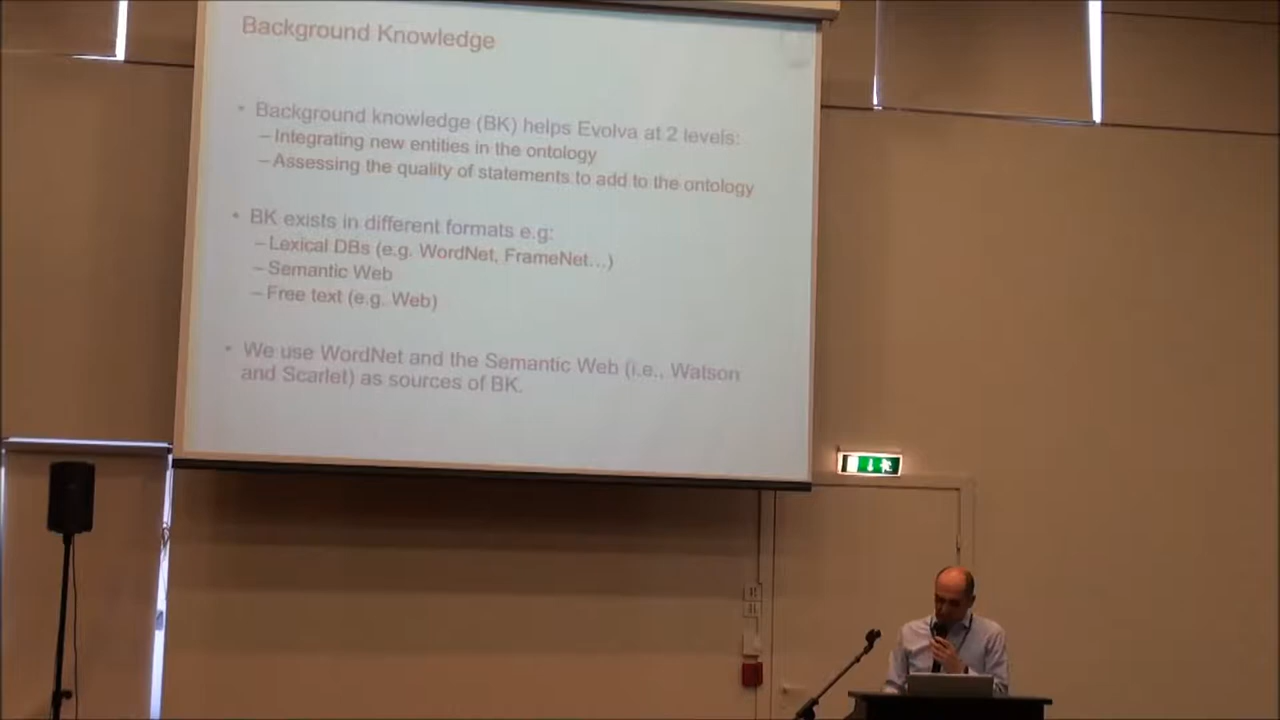 Background Knowledge
• Background knowledge (BK) helps Evolva at 2 levels:
– Integrating new entities in the ontology
– Assessing the quality of statements to add to the ontology
• BK exists in different formats e.g:
– Lexical DBs (e.g. WordNet, FrameNet…)
– Semantic Web
– Free text (e.g. Web)
• We use WordNet and the Semantic Web (i.e., Watson
and Scarlet) as sources of BK.